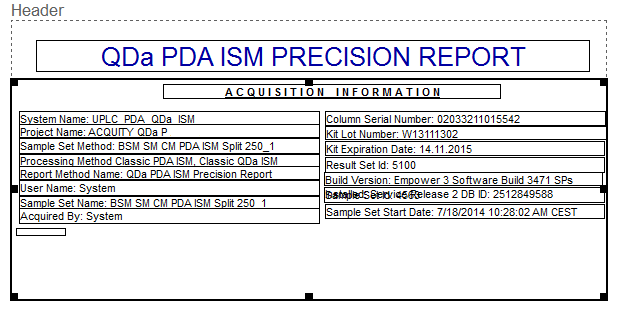 Header
QDa PDA ISM PRECISION REPORT
ACQUISITION INFORMATION
System Name: UPLC_PDA_QDa_ISM
Project Name: ACQUITY QDa P
Sample Set Method: BSM SM CM PDA ISM Split 250_1
Processing Method Classic PDA ISM, Classic QDa ISM
Report Method Name: QDa PDA ISM Precision Report
User Name: System
Sample Set Name: BSM SM CM PDA ISM Split 250_1
Acquired By: System
Column Serial Number: 02033211015542
Kit Lot Number: W13111302
Kit Expiration Date: 14.11.2015
Result Set Id: 5100
Build Version: Empower 3 Software Build 3471 SPs
Installed: Service Release 2 DB ID: 2512849588
Sample Set Id:
Sample Set Start Date: 7/18/2014 10:28:02 AM CEST